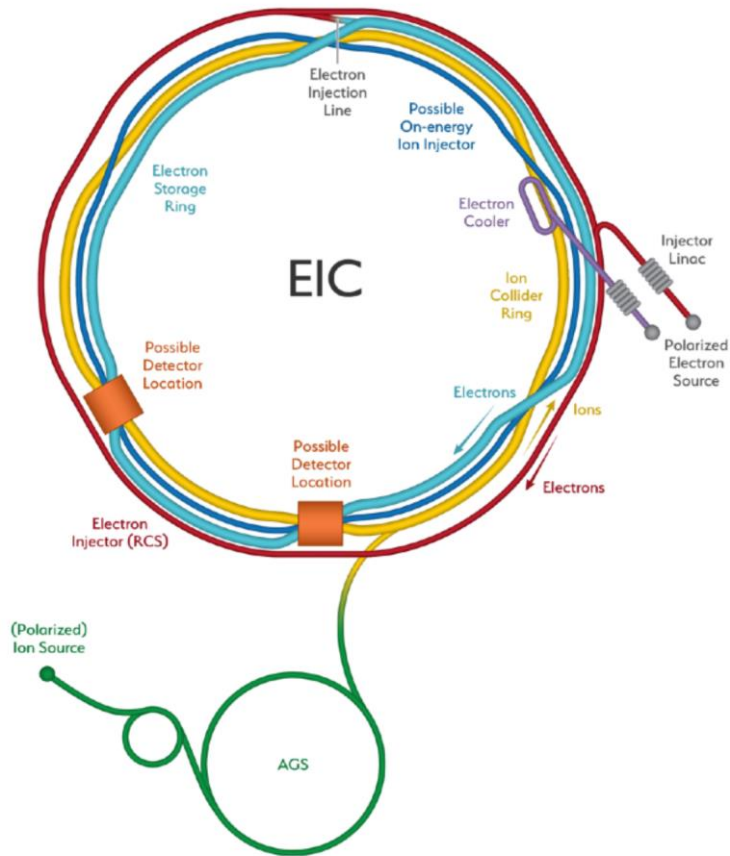 Electron
Injection
Line
Possible
On-energy
Ion Injector
Electron
Storage
Ring
Electron
Cooler
Injector
Linac
EIC
Ion
Collider
Ring
Polarized
Electron
Source
Possible
Detector
Location
Electrons
Ions
Possible
Detector
Location
Electrons
Electron
Injector (RCS)
(Polarized)
Ion Source
AGS